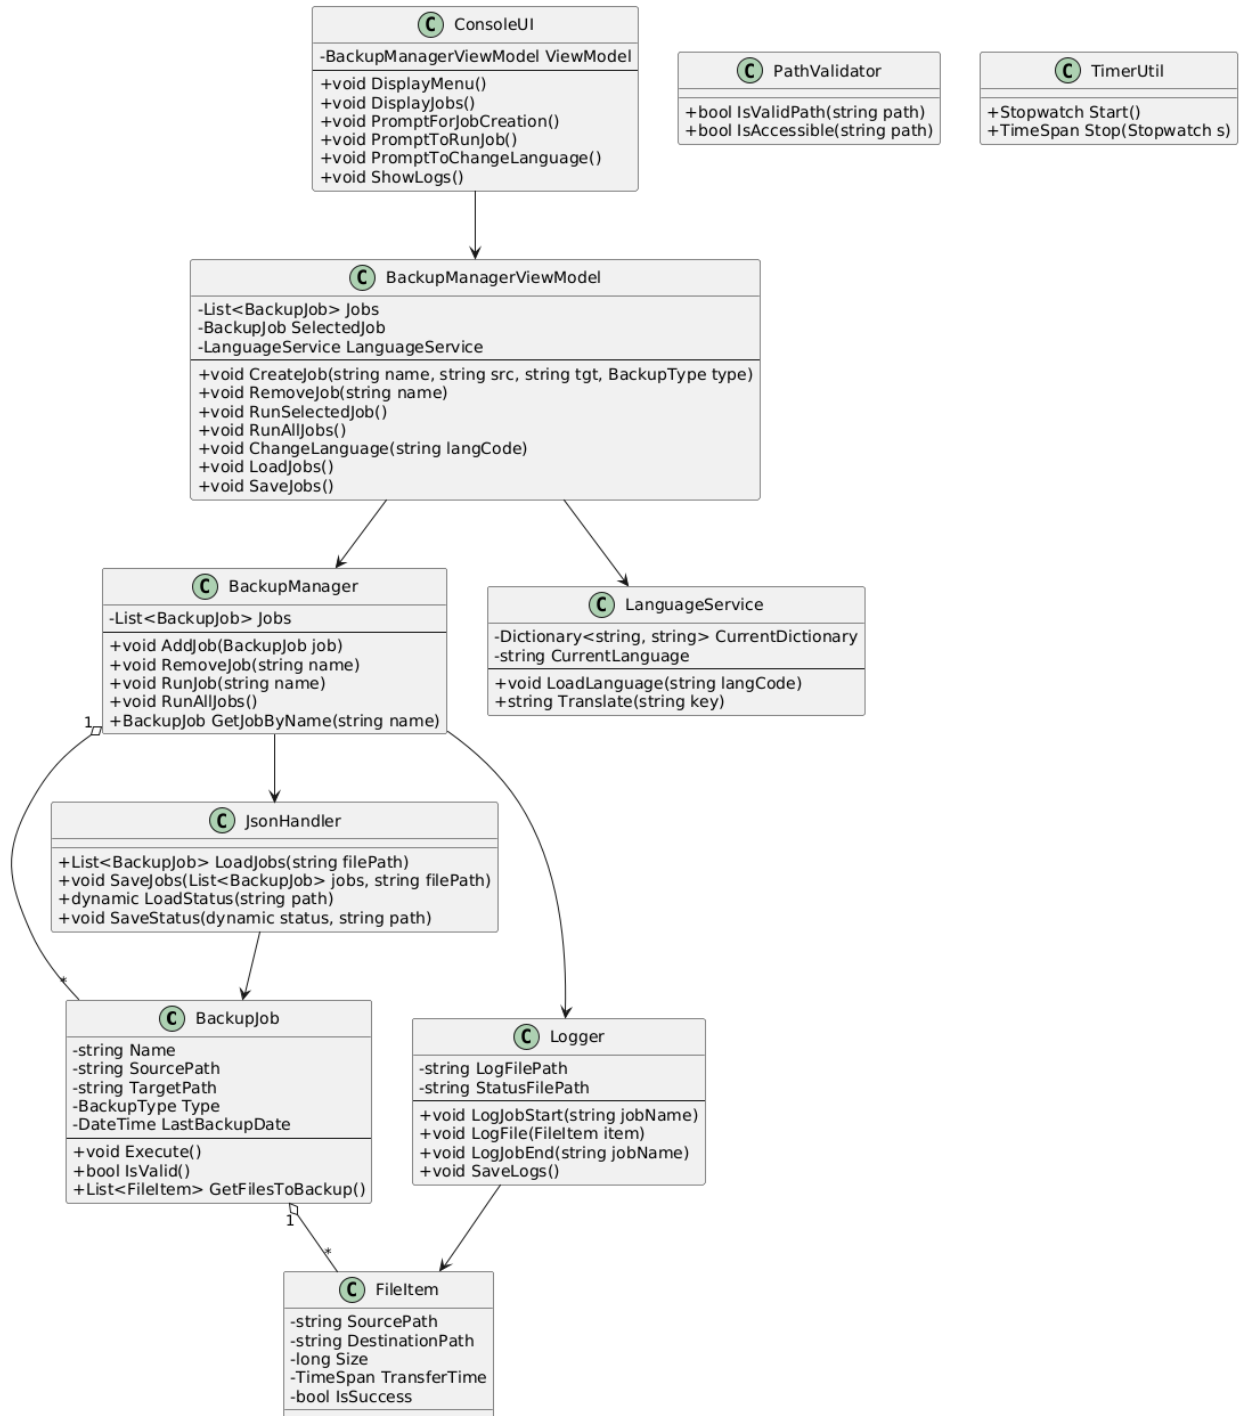 C ConsoleUI
-BackupManagerViewModel ViewModel
+void DisplayMenu()
+void DisplayJobs()
+void PromptForJobCreation()
+void PromptToRunJob()
+void PromptToChangeLanguage()
+void ShowLogs()
C PathValidator
+bool IsValidPath(string path)
+bool IsAccessible(string path)
C TimerUtil
+Stopwatch Start()
+TimeSpan Stop(Stopwatch s)
C BackupManagerViewModel
-List<BackupJob> Jobs
-BackupJob SelectedJob
-LanguageService LanguageService
+void CreateJob(string name, string src, string tgt, BackupType type)
+void RemoveJob(string name)
+void RunSelectedJob()
+void RunAllJobs()
+void ChangeLanguage(string langCode)
+void LoadJobs()
+void SaveJobs()
C BackupManager
-List<BackupJob> Jobs
+void AddJob(BackupJob job)
+void RemoveJob(string name)
+void RunJob(string name)
+void RunAllJobs()
+BackupJob GetJobByName(string name)
C LanguageService
-Dictionary<string, string> CurrentDictionary
-string CurrentLanguage
+void LoadLanguage(string langCode)
+string Translate(string key)
1
C JsonHandler
+List<BackupJob> LoadJobs(string filePath)
+void SaveJobs(List<BackupJob> jobs, string filePath)
+dynamic LoadStatus(string path)
+void SaveStatus(dynamic status, string path)
*
C BackupJob
-string Name
-string SourcePath
-string TargetPath
-BackupType Type
-DateTime LastBackupDate
+void Execute()
+bool IsValid()
+List<FileItem> GetFilesToBackup()
C Logger
-string LogFilePath
-string StatusFilePath
+void LogJobStart(string jobName)
+void LogFile(FileItem item)
+void LogJobEnd(string jobName)
+void SaveLogs()
1
*
C FileItem
-string SourcePath
-string DestinationPath
-long Size
-TimeSpan TransferTime
-bool IsSuccess